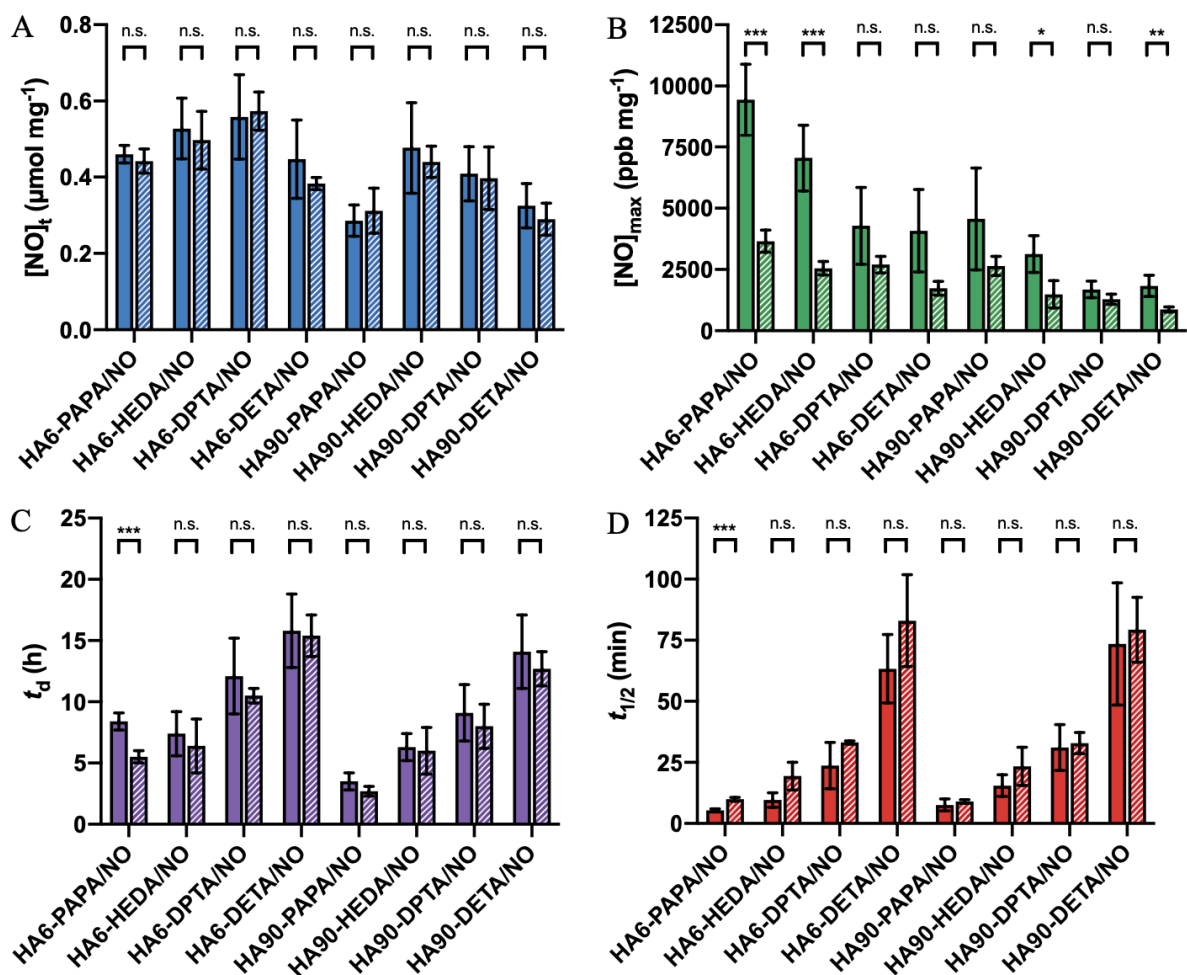 A
[NO]t (μmol mg-1)
0.8
0.6
0.4
0.2
0.0
n.s. n.s. n.s. n.s. n.s. n.s. n.s. n.s.
HA6-PAPA/NO
HA6-HEDA/NO
HA6-DPTA/NO
HA6-DETA/NO
HA90-PAPA/NO
HA90-HEDA/NO
HA90-DPTA/NO
HA90-DETA/NO
B
[NO]max (ppb mg-1)
12500
10000
7500
5000
2500
0
*** *** n.s. n.s. n.s. * n.s. **
HA6-PAPA/NO
HA6-HEDA/NO
HA6-DPTA/NO
HA6-DETA/NO
HA90-PAPA/NO
HA90-HEDA/NO
HA90-DPTA/NO
HA90-DETA/NO
C
td (h)
25
20
15
10
5
0
*** n.s. n.s. n.s. n.s. n.s. n.s. n.s.
HA6-PAPA/NO
HA6-HEDA/NO
HA6-DPTA/NO
HA6-DETA/NO
HA90-PAPA/NO
HA90-HEDA/NO
HA90-DPTA/NO
HA90-DETA/NO
D
t1/2 (min)
125
100
75
50
25
0
*** n.s. n.s. n.s. n.s. n.s. n.s. n.s.
HA6-PAPA/NO
HA6-HEDA/NO
HA6-DPTA/NO
HA6-DETA/NO
HA90-PAPA/NO
HA90-HEDA/NO
HA90-DPTA/NO
HA90-DETA/NO